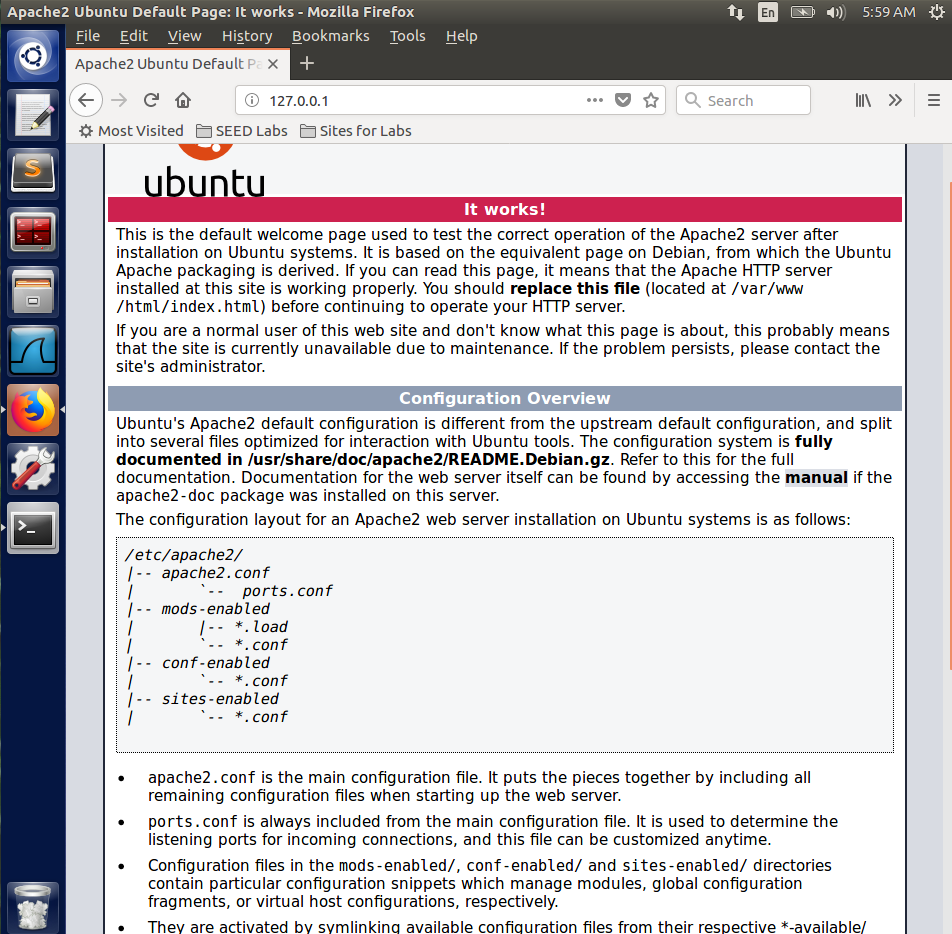 Apache2 Ubuntu Default Page: It works - Mozilla Firefox
En
5:59 AM
File Edit View History Bookmarks Tools Help
Apache2 Ubuntu Default Pa
127.0.0.1
Search
Most Visited
SEED Labs
Sites for Labs
ubuntu
It works!
This is the default welcome page used to test the correct operation of the Apache2 server after
installation on Ubuntu systems. It is based on the equivalent page on Debian, from which the Ubuntu
Apache packaging is derived. If you can read this page, it means that the Apache HTTP server
installed at this site is working properly. You should replace this file (located at /var/www
/html/index.html) before continuing to operate your HTTP server.
If you are a normal user of this web site and don't know what this page is about, this probably means
that the site is currently unavailable due to maintenance. If the problem persists, please contact the
site's administrator.
Configuration Overview
Ubuntu's Apache2 default configuration is different from the upstream default configuration, and split
into several files optimized for interaction with Ubuntu tools. The configuration system is fully
documented in /usr/share/doc/apache2/README.Debian.gz. Refer to this for the full
documentation. Documentation for the web server itself can be found by accessing the manual if the
apache2-doc package was installed on this server.
The configuration layout for an Apache2 web server installation on Ubuntu systems is as follows:
/etc/apache2/
|-- apache2.conf
|       `--  ports.conf
|-- mods-enabled
|       |-- *.load
|       `-- *.conf
|-- conf-enabled
|       `-- *.conf
|-- sites-enabled
|       `-- *.conf
• apache2.conf is the main configuration file. It puts the pieces together by including all
remaining configuration files when starting up the web server.
• ports.conf is always included from the main configuration file. It is used to determine the
listening ports for incoming connections, and this file can be customized anytime.
• Configuration files in the mods-enabled/, conf-enabled/ and sites-enabled/ directories
contain particular configuration snippets which manage modules, global configuration
fragments, or virtual host configurations, respectively.
• They are activated by symlinking available configuration files from their respective *-available/